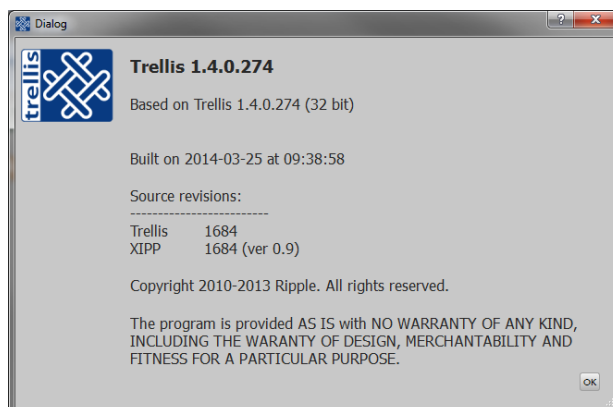 Dialog
trellis
Trellis 1.4.0.274
Based on Trellis 1.4.0.274 (32 bit)
Built on 2014-03-25 at 09:38:58
Source revisions:
-------------------------
Trellis 1684
XIPP 1684 (ver 0.9)
Copyright 2010-2013 Ripple. All rights reserved.
The program is provided AS IS with NO WARRANTY OF ANY KIND,
INCLUDING THE WARANTY OF DESIGN, MERCHANTABILITY AND
FITNESS FOR A PARTICULAR PURPOSE.
OK